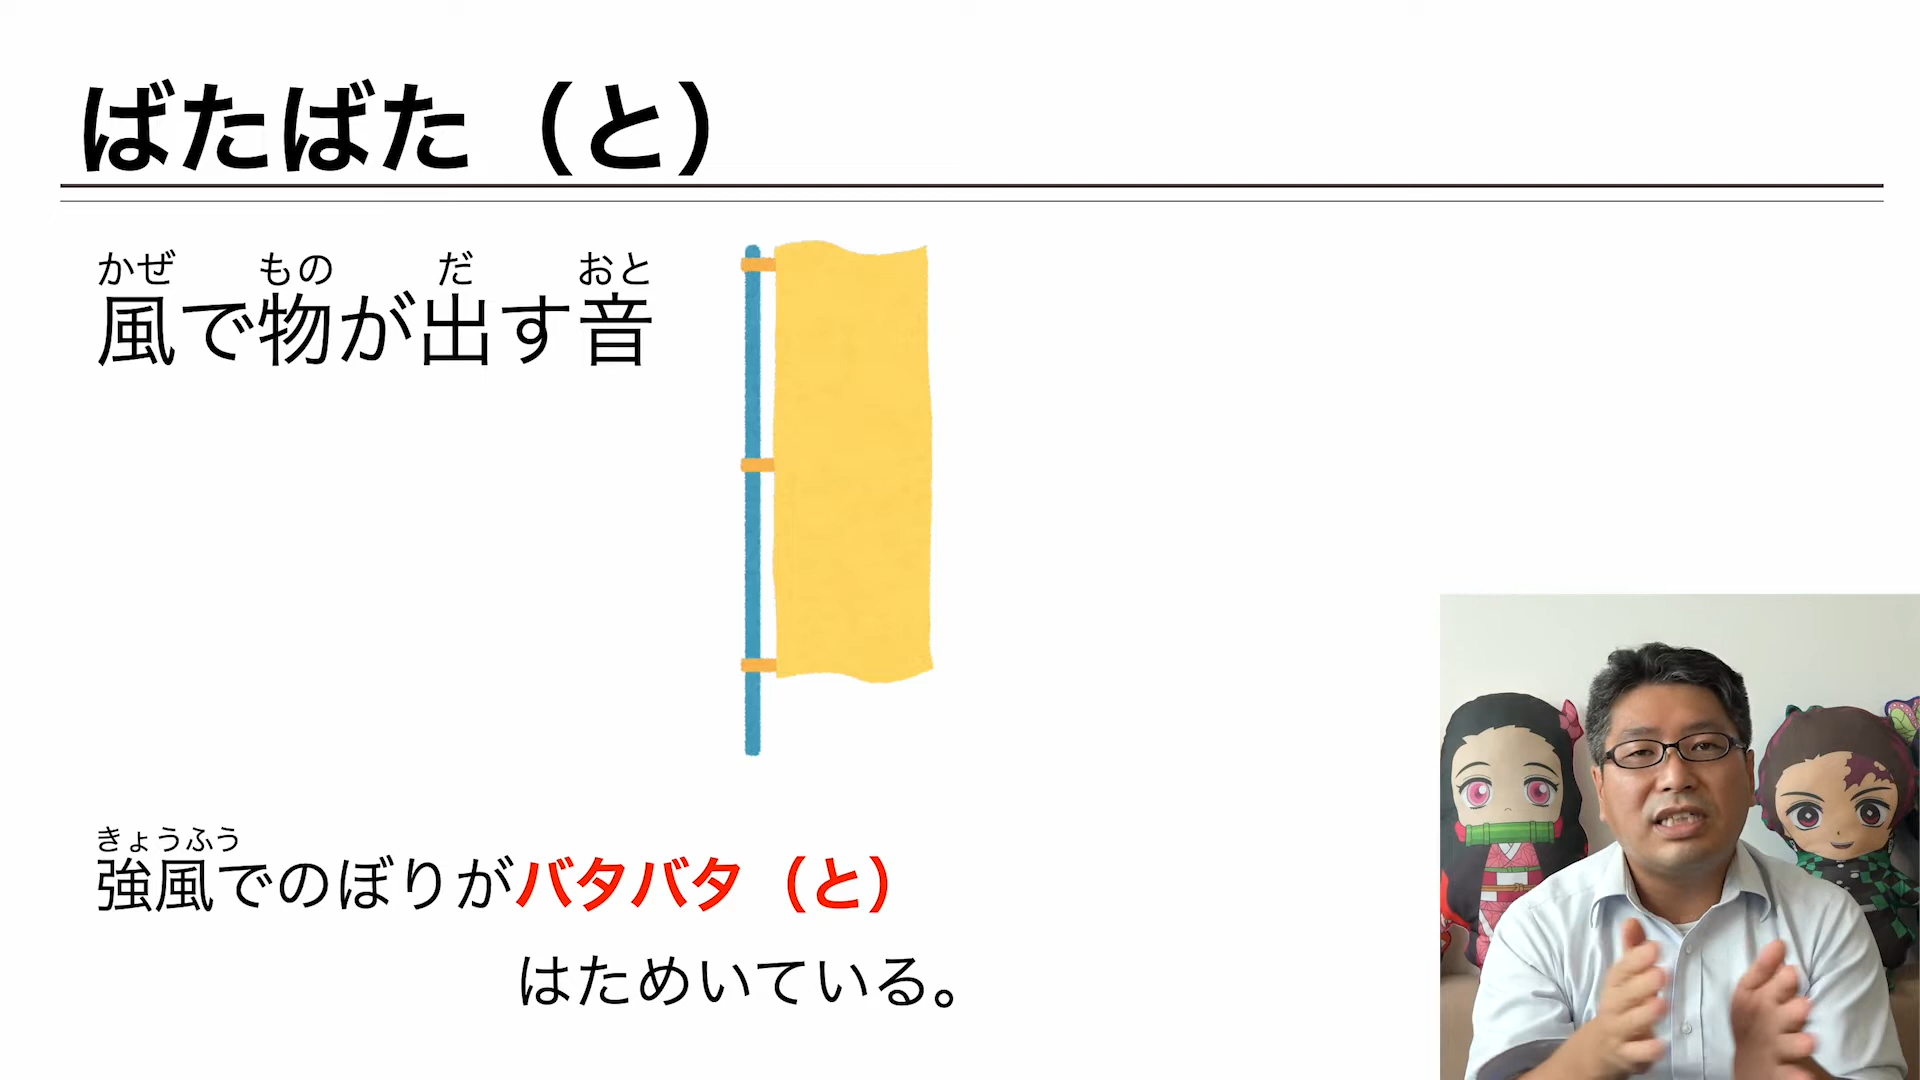 ばたばた（と）
かぜ もの だ おと
風で物が出す音
きょうふう
強風でのぼりがバタバタ（と）
はためいている。